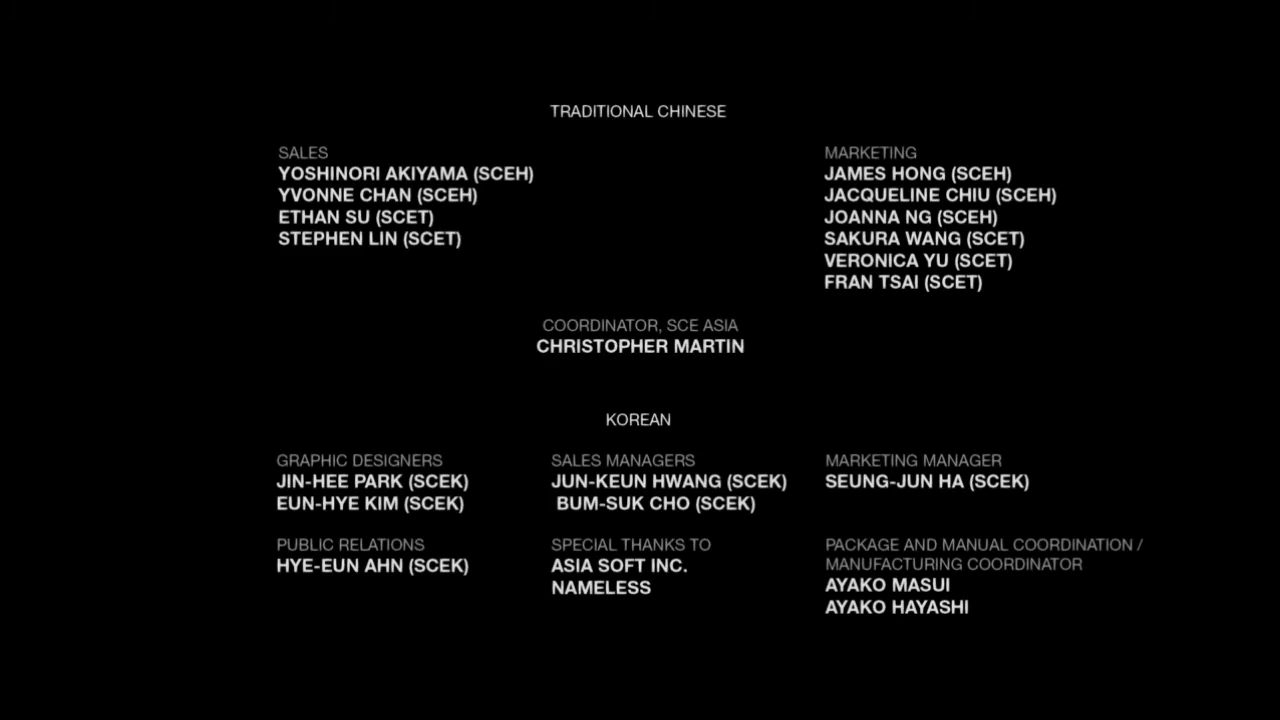 TRADITIONAL CHINESE
SALES
YOSHINORI AKIYAMA (SCEH)
YVONNE CHAN (SCEH)
ETHAN SU (SCET)
STEPHEN LIN (SCET)
MARKETING
JAMES HONG (SCEH)
JACQUELINE CHIU (SCEH)
JOANNA NG (SCEH)
SAKURA WANG (SCET)
VERONICA YU (SCET)
FRAN TSAI (SCET)
COORDINATOR, SCE ASIA
CHRISTOPHER MARTIN
KOREAN
GRAPHIC DESIGNERS
JIN-HEE PARK (SCEK)
EUN-HYE KIM (SCEK)
SALES MANAGERS
JUN-KEUN HWANG (SCEK)
BUM-SUK CHO (SCEK)
MARKETING MANAGER
SEUNG-JUN HA (SCEK)
PUBLIC RELATIONS
HYE-EUN AHN (SCEK)
SPECIAL THANKS TO
ASIA SOFT INC.
NAMELESS
PACKAGE AND MANUAL COORDINATION /
MANUFACTURING COORDINATOR
AYAKO MASUI
AYAKO HAYASHI